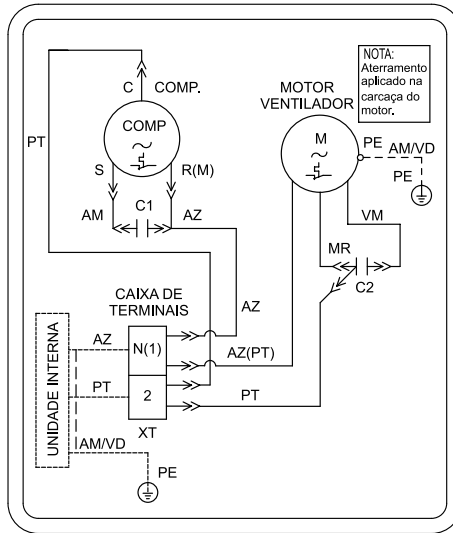 NOTA:
Aterramento
aplicado na
carcaça do
motor.
C COMP.
MOTOR
VENTILADOR
COMP
M
PT
PE
AM/VD
S
R(M)
PE
C1
AM
AZ
VM
MR
C2
CAIXA DE
TERMINAIS
AZ
UNIDADE INTERNA
AZ
N(1)
AZ(PT)
PT
2
PT
XT
AM/VD
PE